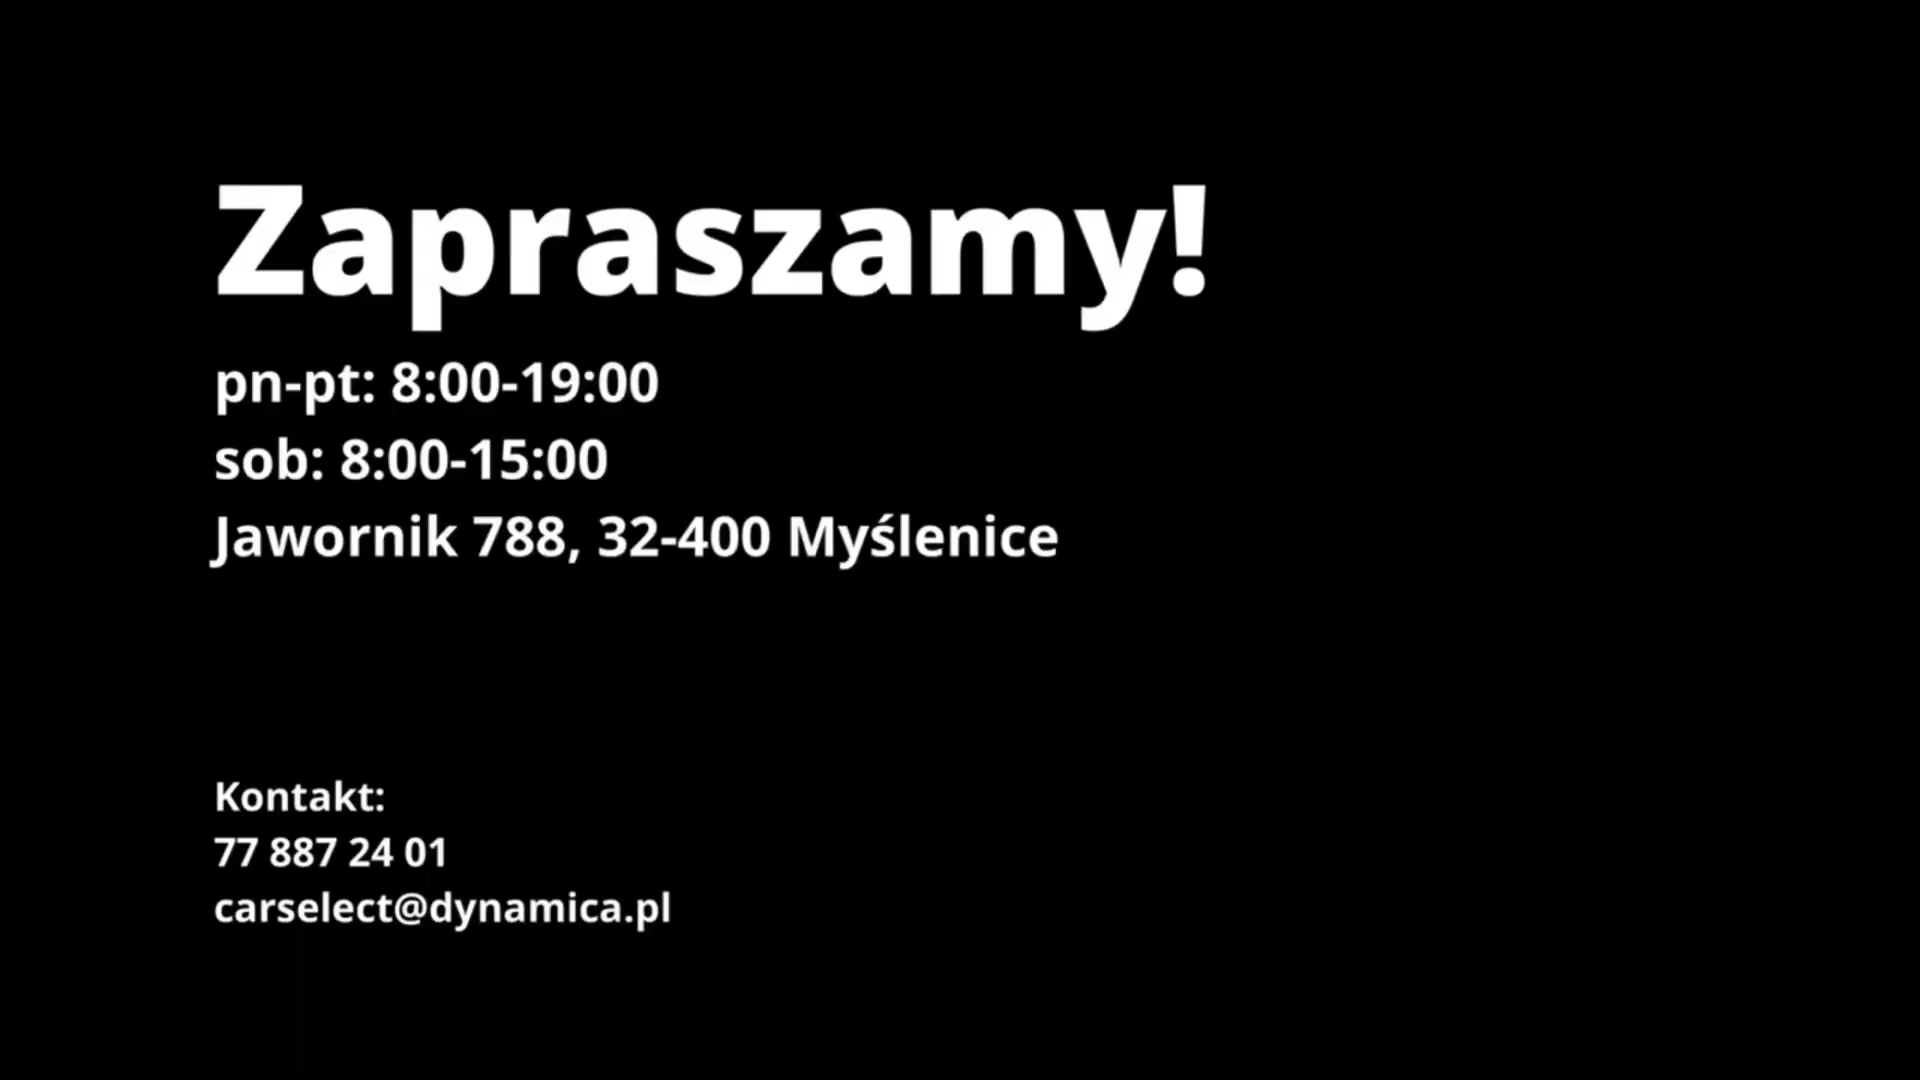 Zapraszamy!
pn-pt: 8:00-19:00
sob: 8:00-15:00
Jawornik 788, 32-400 Myślenice
Kontakt:
77 887 24 01
carselect@dynamica.pl